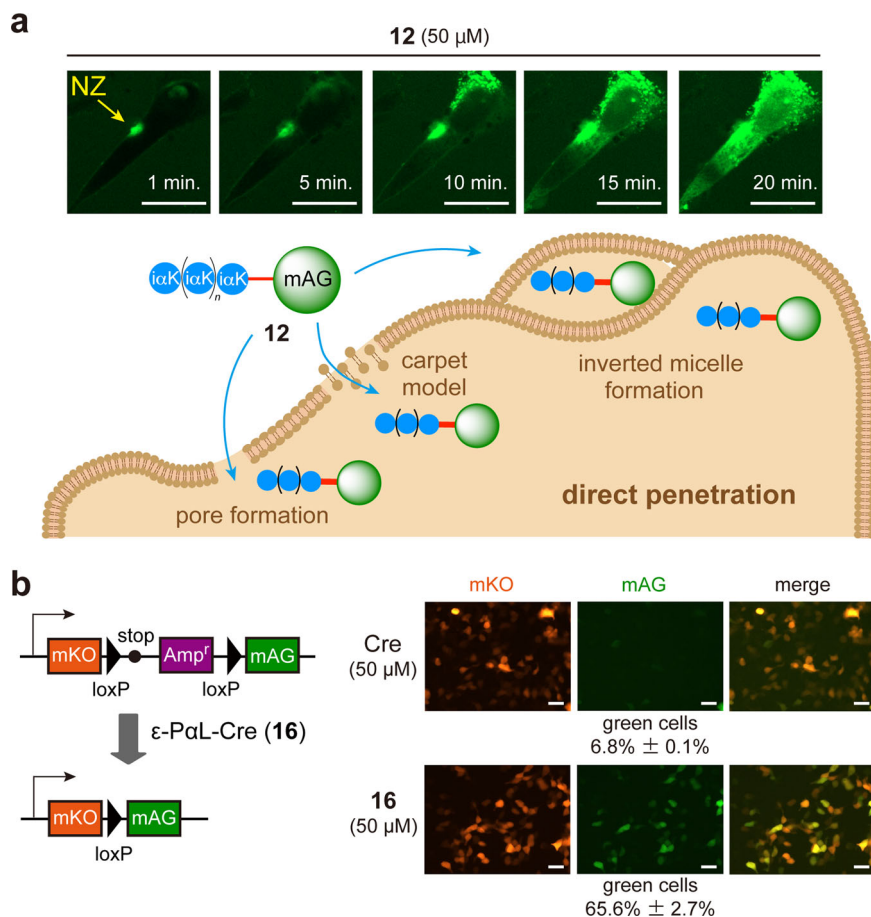 a
12 (50 μM)
NZ
1 min.
5 min.
10 min.
15 min.
20 min.
iαK (iαK)n iαK
mAG
12
carpet
model
inverted micelle
formation
pore formation
direct penetration
b
mKO
mAG
merge
stop
mKO
Ampr
mAG
loxP
loxP
ε-PαL-Cre (16)
mKO
mAG
loxP
Cre
(50 μM)
green cells
6.8% ± 0.1%
16
(50 μM)
green cells
65.6% ± 2.7%